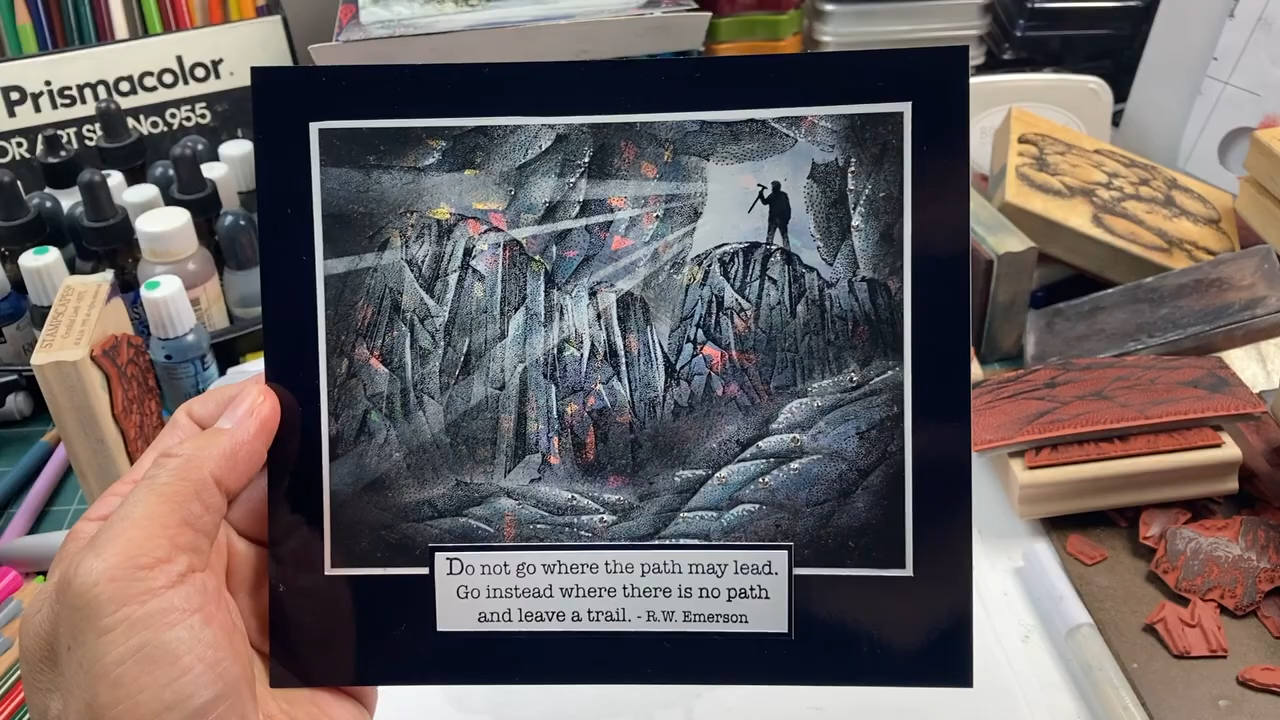 Prismacolor
No. 955
STAMPSCAPES
Do not go where the path may lead.
Go instead where there is no path
and leave a trail. - R.W. Emerson